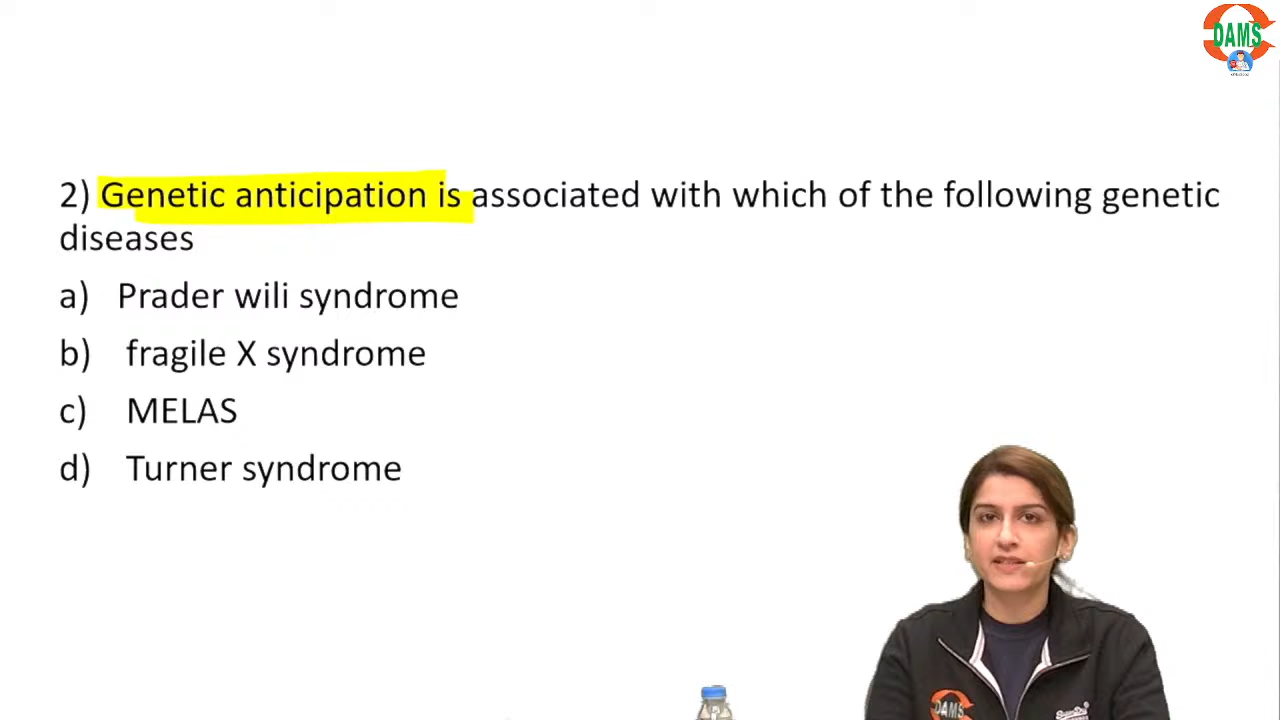 DAMS
2) Genetic anticipation is associated with which of the following genetic
diseases
a) Prader wili syndrome
b) fragile X syndrome
c) MELAS
d) Turner syndrome
DAMS